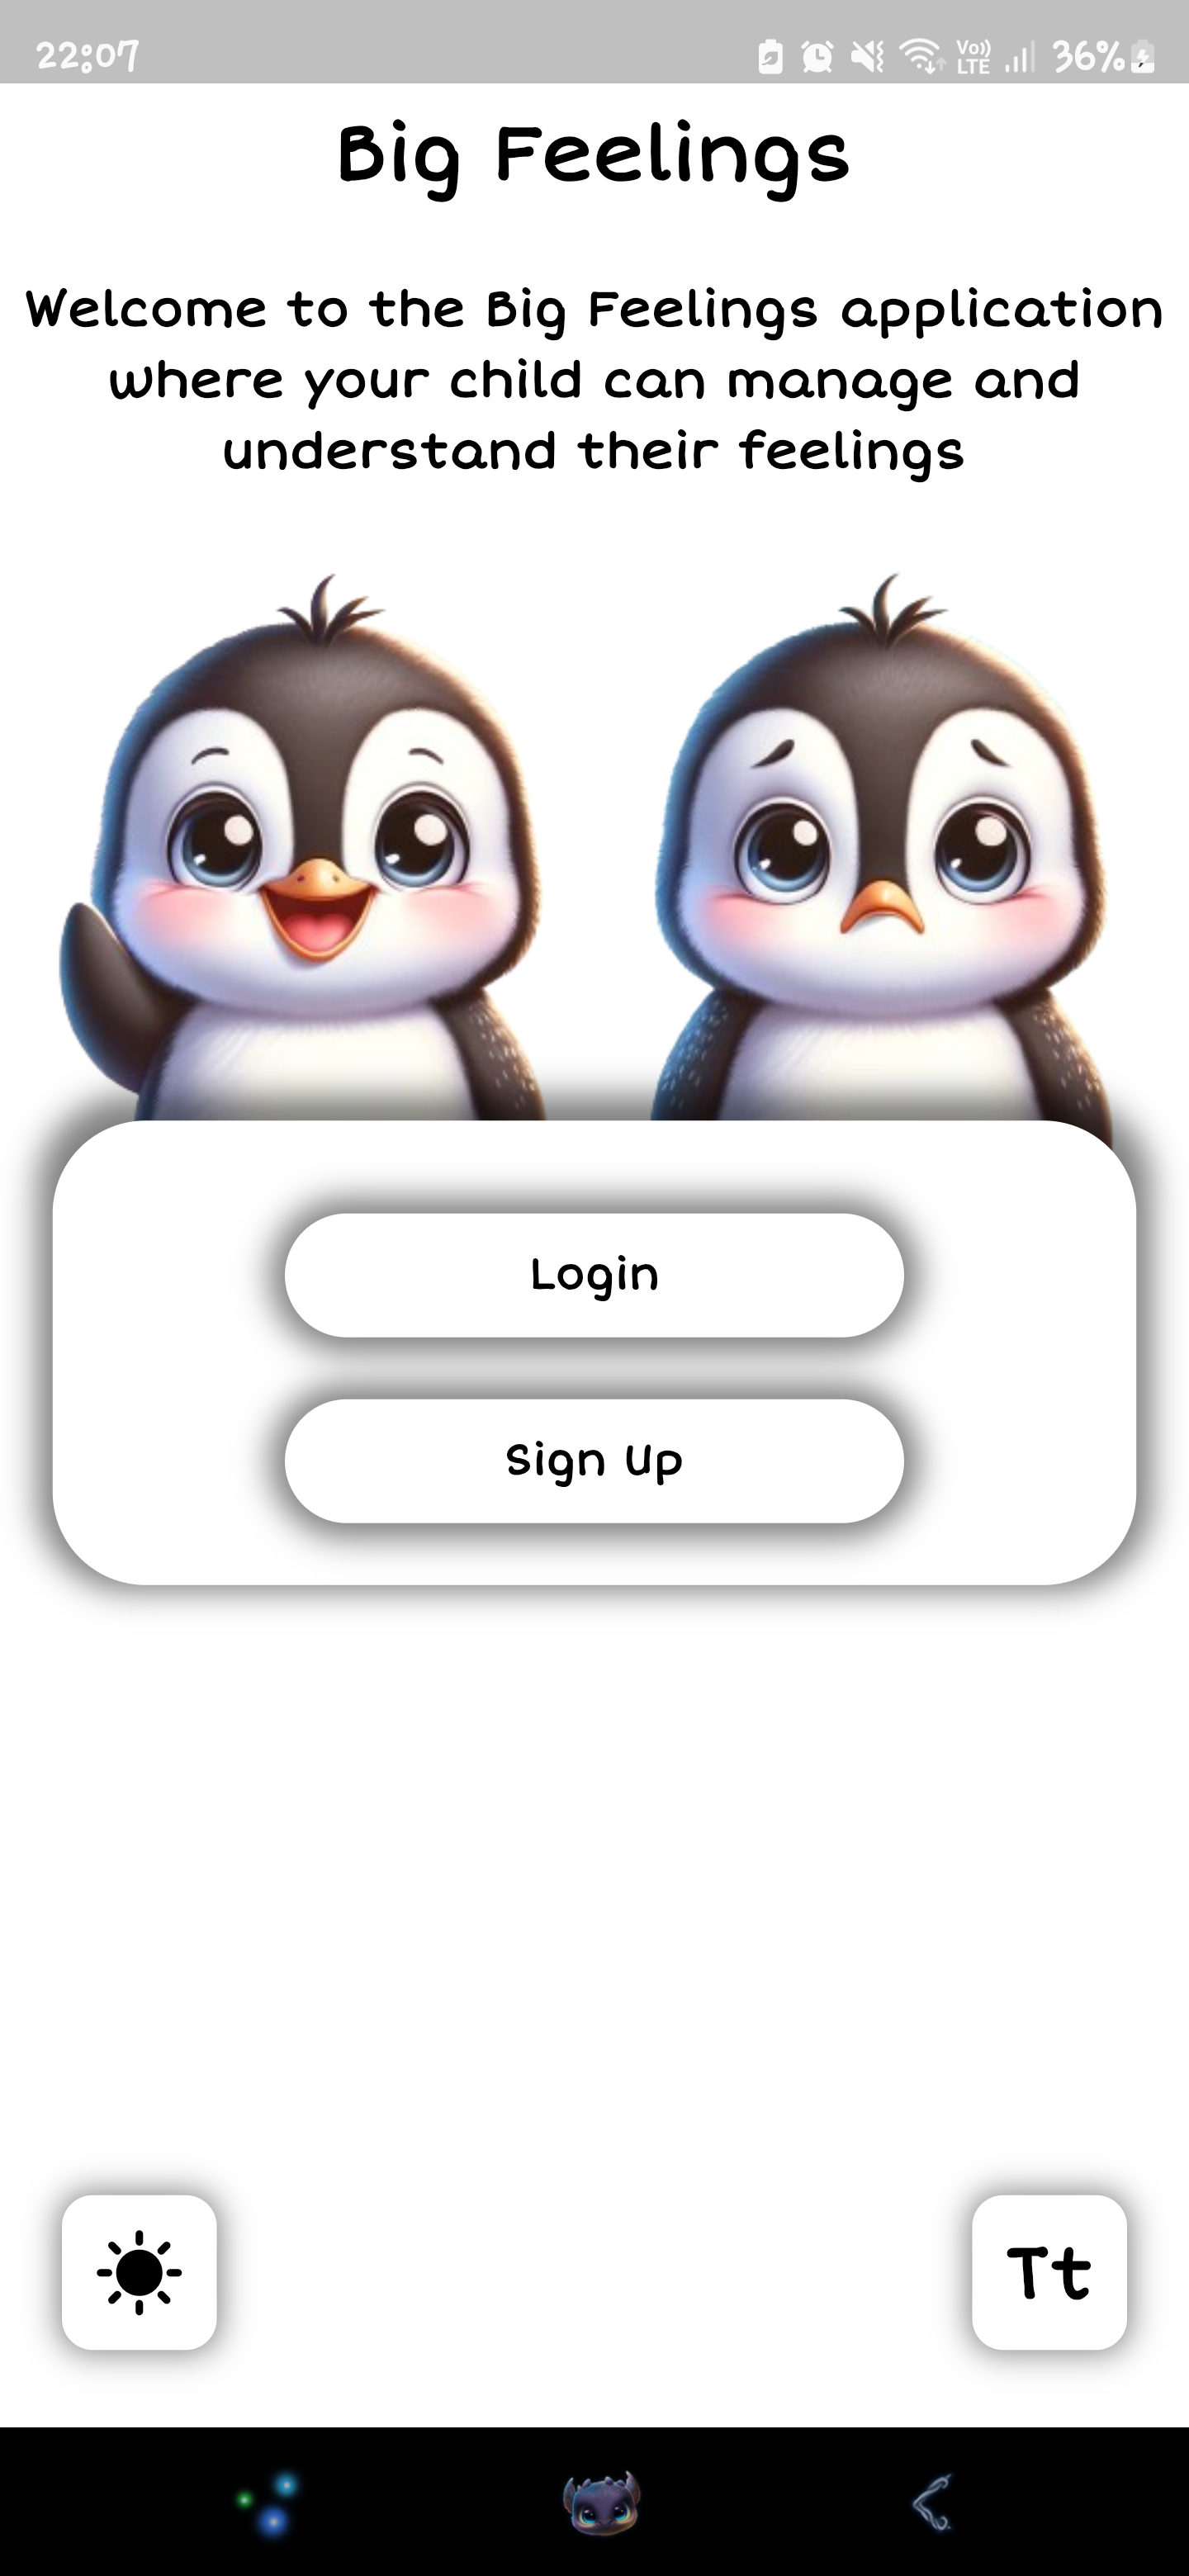 22:07 Vo)) LTE 36%
Big Feelings
Welcome to the Big Feelings application
where your child can manage and
understand their feelings
Login
Sign Up
Tt